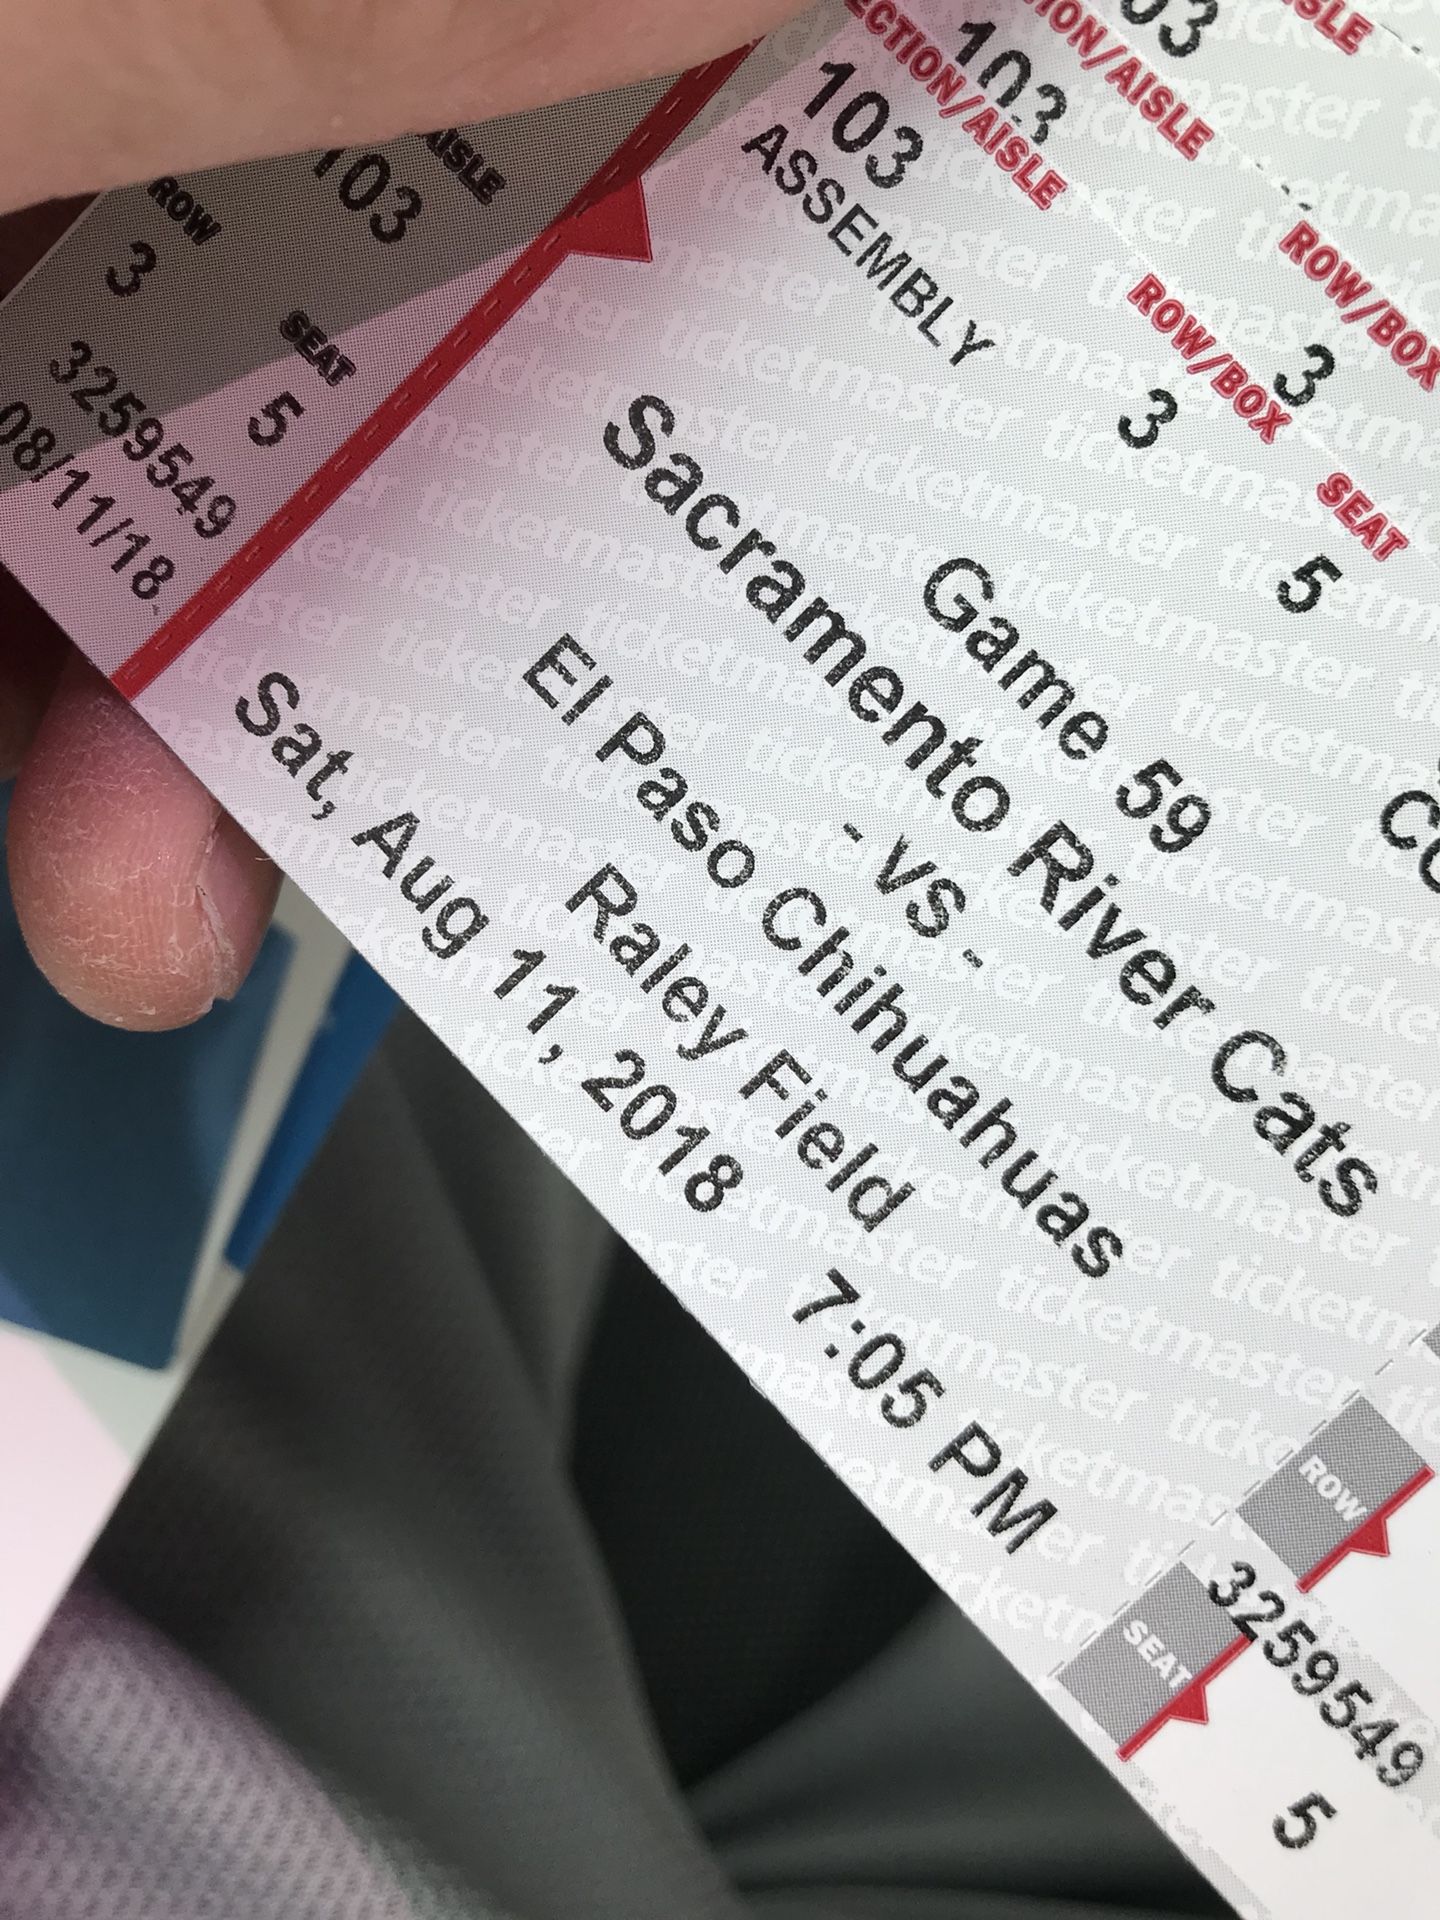 AISLE
103
ROW
3
SEAT
5
3259549
08/11/18
103
ROW/BOX
3
103
SECTION/AISLE
103
ASSEMBLY
ROW/BOX
3
SEAT
5
Game 59
Sacramento River Cats
- vs -
El Paso Chihuahuas
Raley Field
Sat, Aug 11, 2018 7:05 PM
ROW
SEAT
3259549
5
ticketmaster